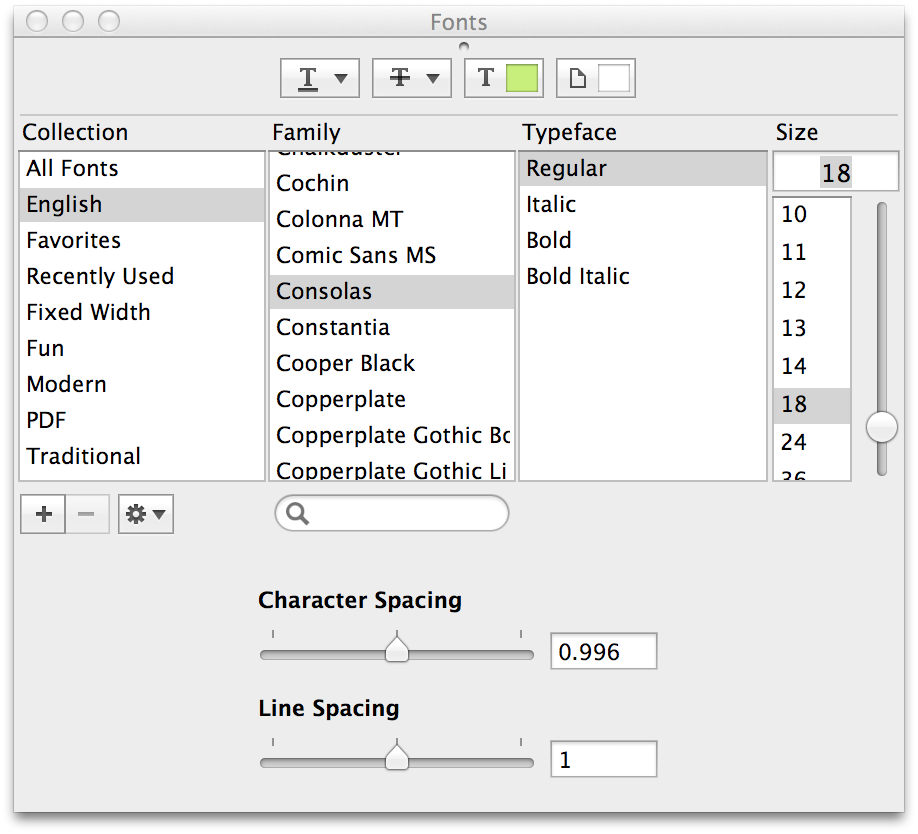 Fonts
T T T
Collection Family Typeface Size
All Fonts
English
Favorites
Recently Used
Fixed Width
Fun
Modern
PDF
Traditional
Chalkduster
Cochin
Colonna MT
Comic Sans MS
Consolas
Constantia
Cooper Black
Copperplate
Copperplate Gothic Bo
Copperplate Gothic Li
Regular
Italic
Bold
Bold Italic
18
10
11
12
13
14
18
24
36
Character Spacing
0.996
Line Spacing
1